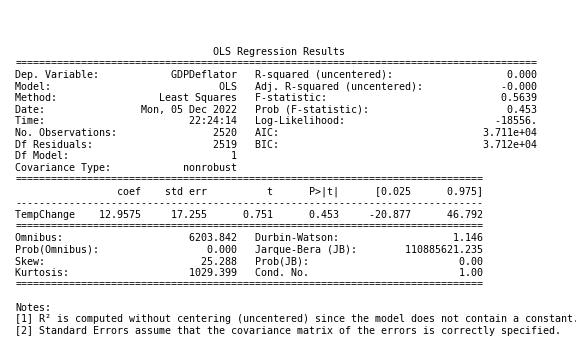 OLS Regression Results
=======================================================================================
Dep. Variable: GDPDeflator R-squared (uncentered): 0.000
Model: OLS Adj. R-squared (uncentered): -0.000
Method: Least Squares F-statistic: 0.5639
Date: Mon, 05 Dec 2022 Prob (F-statistic): 0.453
Time: 22:24:14 Log-Likelihood: -18556.
No. Observations: 2520 AIC: 3.711e+04
Df Residuals: 2519 BIC: 3.712e+04
Df Model: 1
Covariance Type: nonrobust
==============================================================================
coef std err t P>|t| [0.025 0.975]
------------------------------------------------------------------------------
TempChange 12.9575 17.255 0.751 0.453 -20.877 46.792
==============================================================================
Omnibus: 6203.842 Durbin-Watson: 1.146
Prob(Omnibus): 0.000 Jarque-Bera (JB): 110885621.235
Skew: 25.288 Prob(JB): 0.00
Kurtosis: 1029.399 Cond. No. 1.00
==============================================================================
Notes:
[1] R² is computed without centering (uncentered) since the model does not contain a constant.
[2] Standard Errors assume that the covariance matrix of the errors is correctly specified.